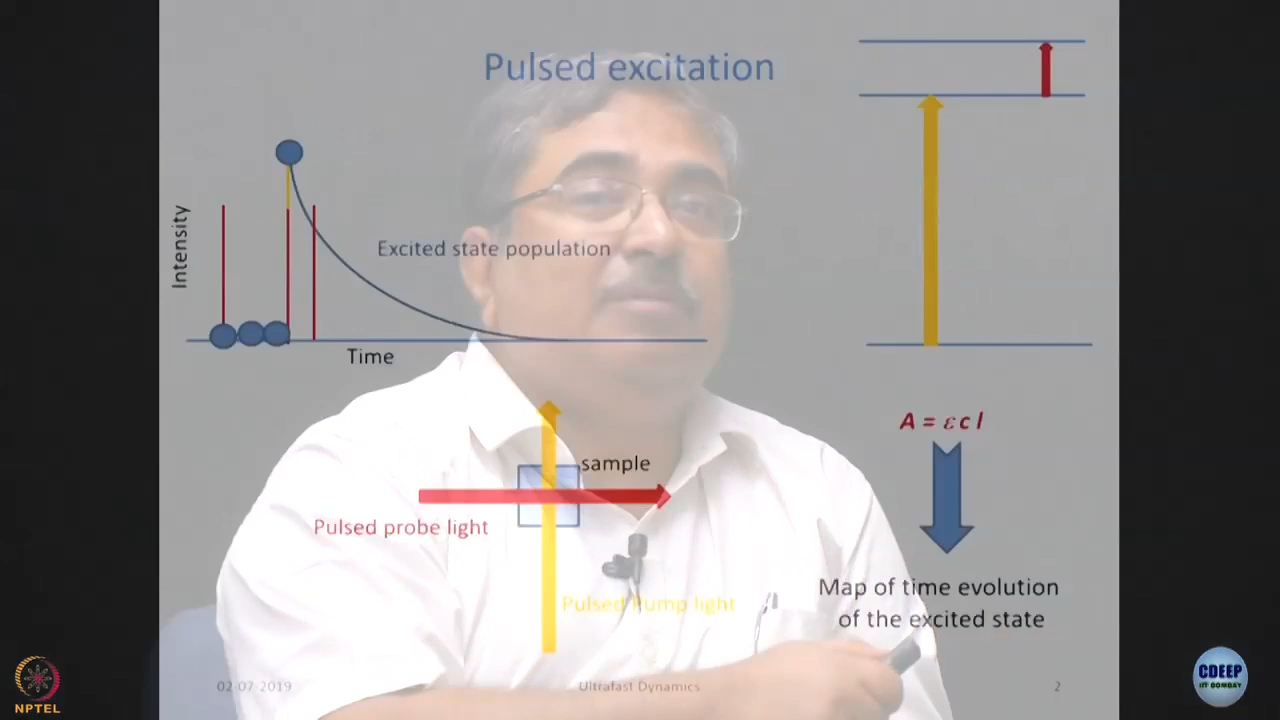 Pulsed excitation
Intensity
Excited state population
Time
A = εcl
sample
Pulsed probe light
Pulsed Pump light
Map of time evolution
of the excited state
02-07-2019
Ultrafast Dynamics
2
NPTEL
CDEEP
IIT BOMBAY